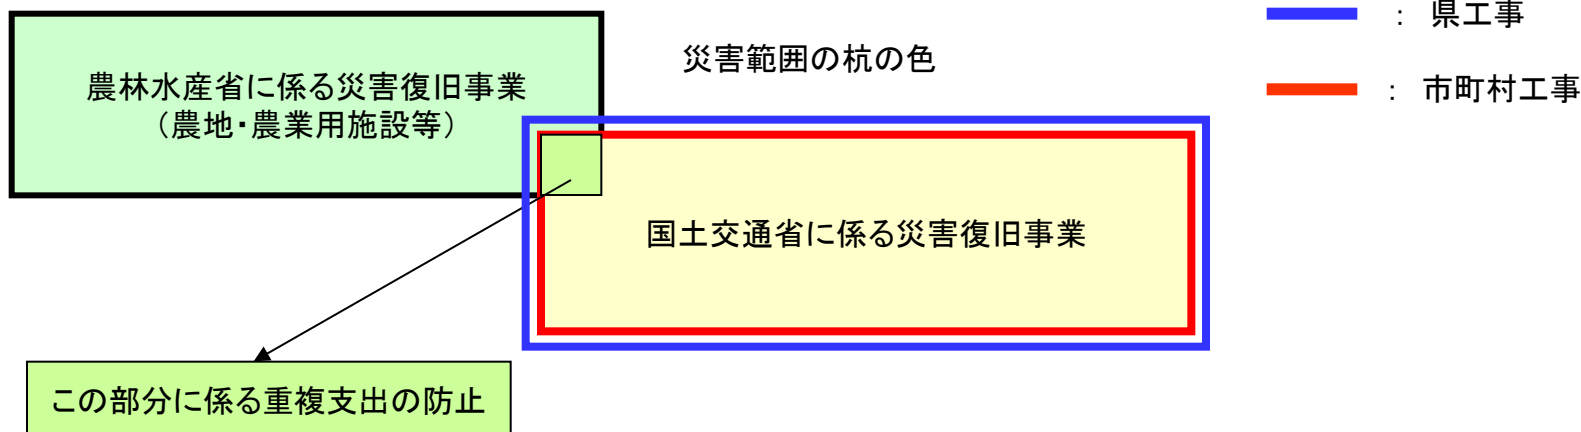 ： 県工事
災害範囲の杭の色
農林水産省に係る災害復旧事業
（農地・農業用施設等）
： 市町村工事
国土交通省に係る災害復旧事業
この部分に係る重複支出の防止